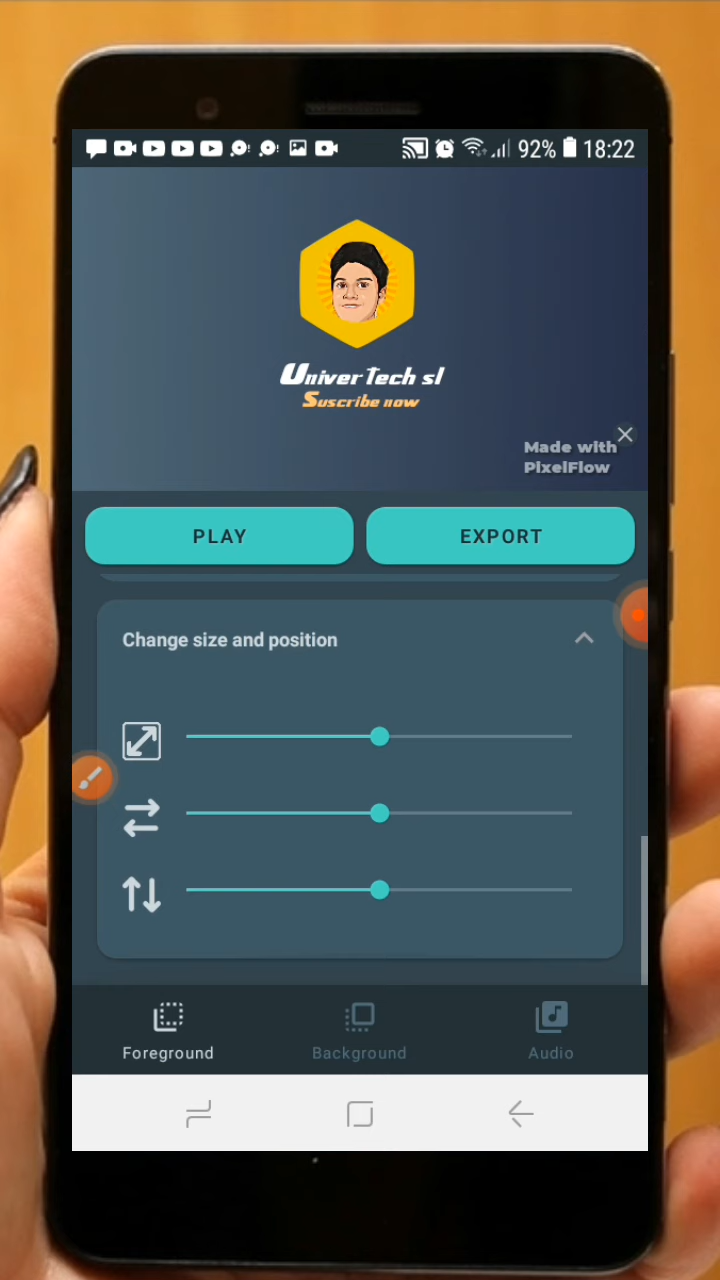 92% 18:22
Univer Tech sl
Suscribe now
Made with
PixelFlow
PLAY
EXPORT
Change size and position
Foreground
Background
Audio